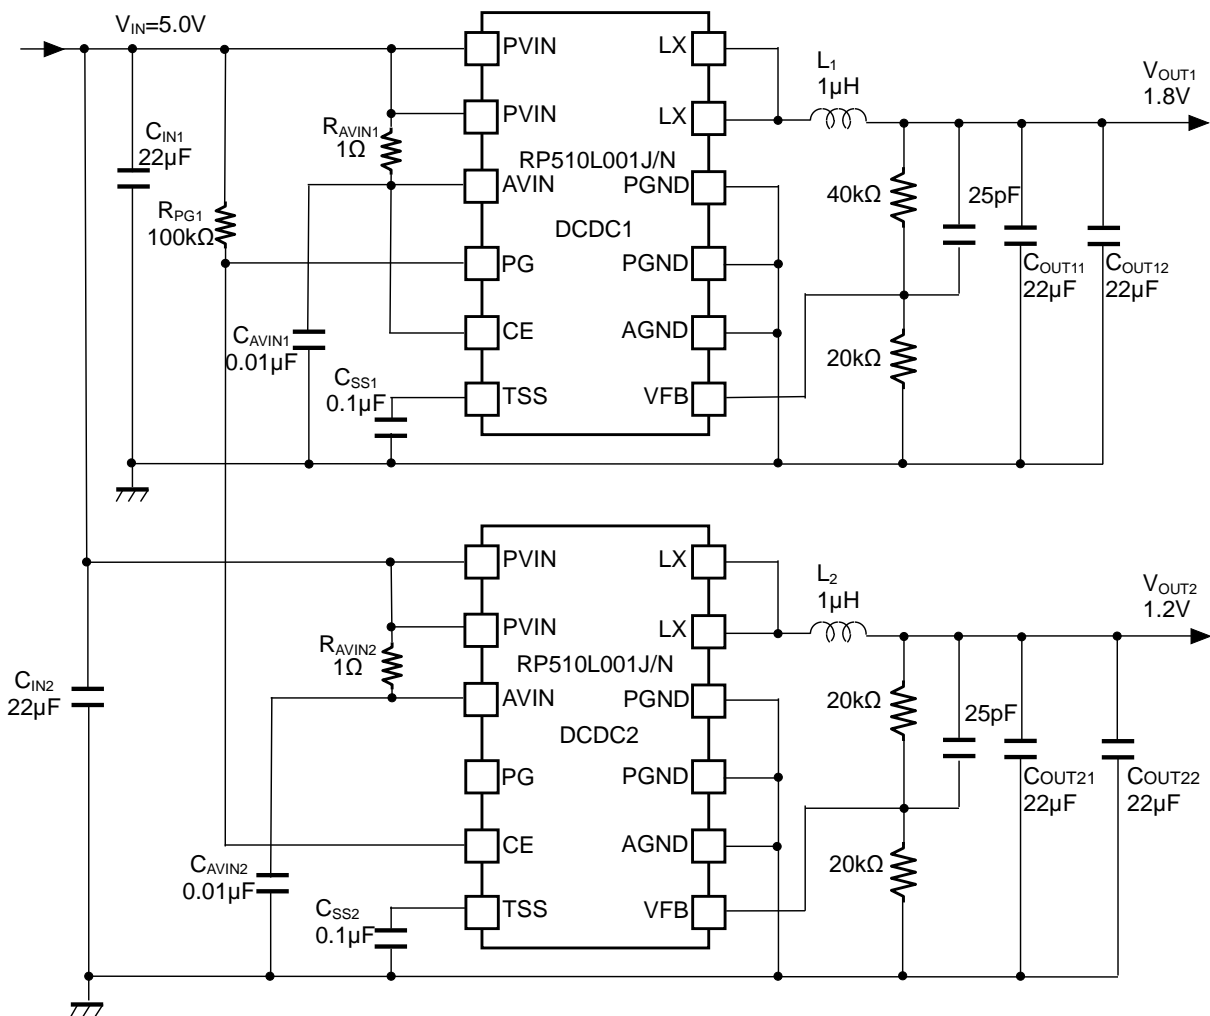 VIN=5.0V
PVIN
LX
L1
1µH
VOUT1
1.8V
PVIN
LX
CIN1
22µF
RAVIN1
1Ω
RP510L001J/N
AVIN
PGND
40kΩ
25pF
RPG1
100kΩ
DCDC1
PG
PGND
COUT11
22µF
COUT12
22µF
CAVIN1
0.01µF
CE
AGND
20kΩ
CSS1
0.1µF
TSS
VFB
PVIN
LX
L2
1µH
VOUT2
1.2V
PVIN
LX
RAVIN2
1Ω
RP510L001J/N
CIN2
22µF
AVIN
PGND
20kΩ
25pF
DCDC2
PG
PGND
COUT21
22µF
COUT22
22µF
CE
AGND
20kΩ
CAVIN2
0.01µF
CSS2
0.1µF
TSS
VFB